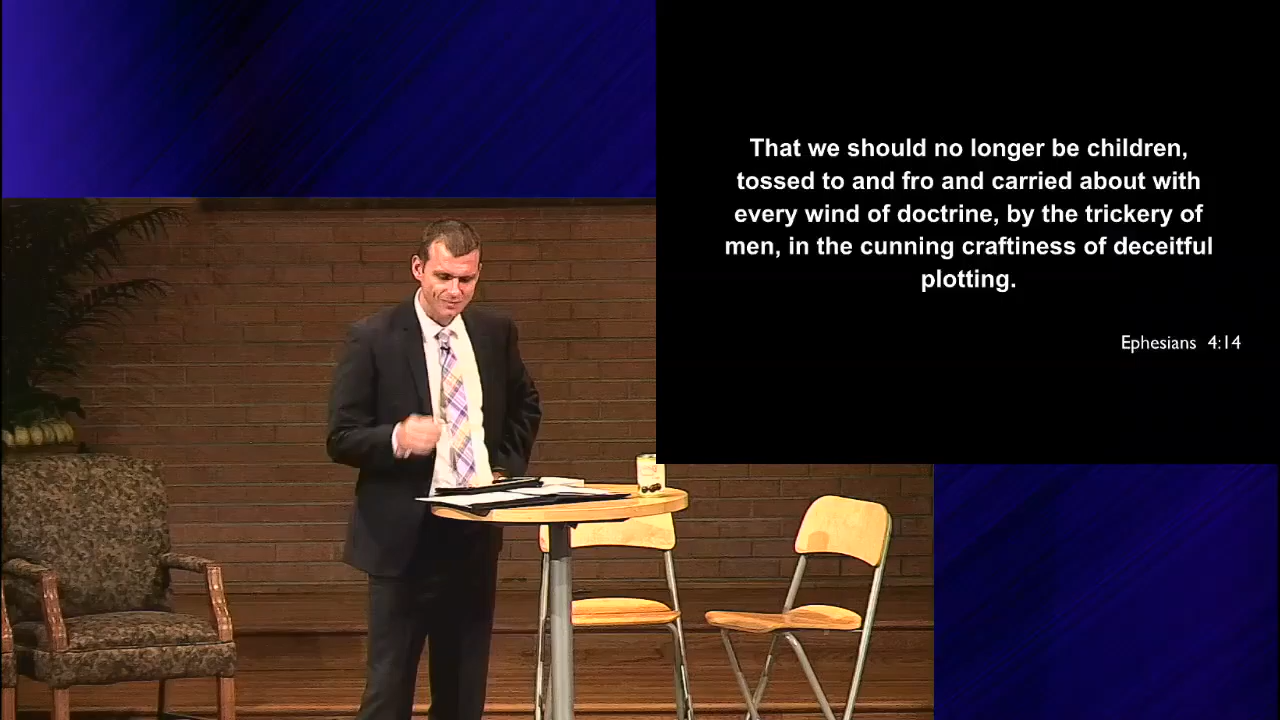 That we should no longer be children,
tossed to and fro and carried about with
every wind of doctrine, by the trickery of
men, in the cunning craftiness of deceitful
plotting.
Ephesians 4:14